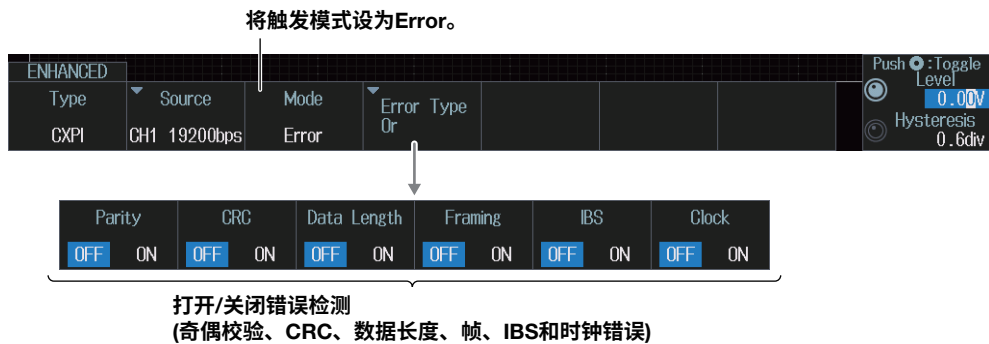 将触发模式设为Error。
ENHANCED
Type Source Mode Error Type
CXPI CH1 19200bps Error Or
Push :Toggle
Level
0.00V
Hysteresis
0.6div
Parity CRC Data Length Framing IBS Clock
OFF ON OFF ON OFF ON OFF ON OFF ON OFF ON
打开/关闭错误检测
(奇偶校验、CRC、数据长度、帧、IBS和时钟错误)